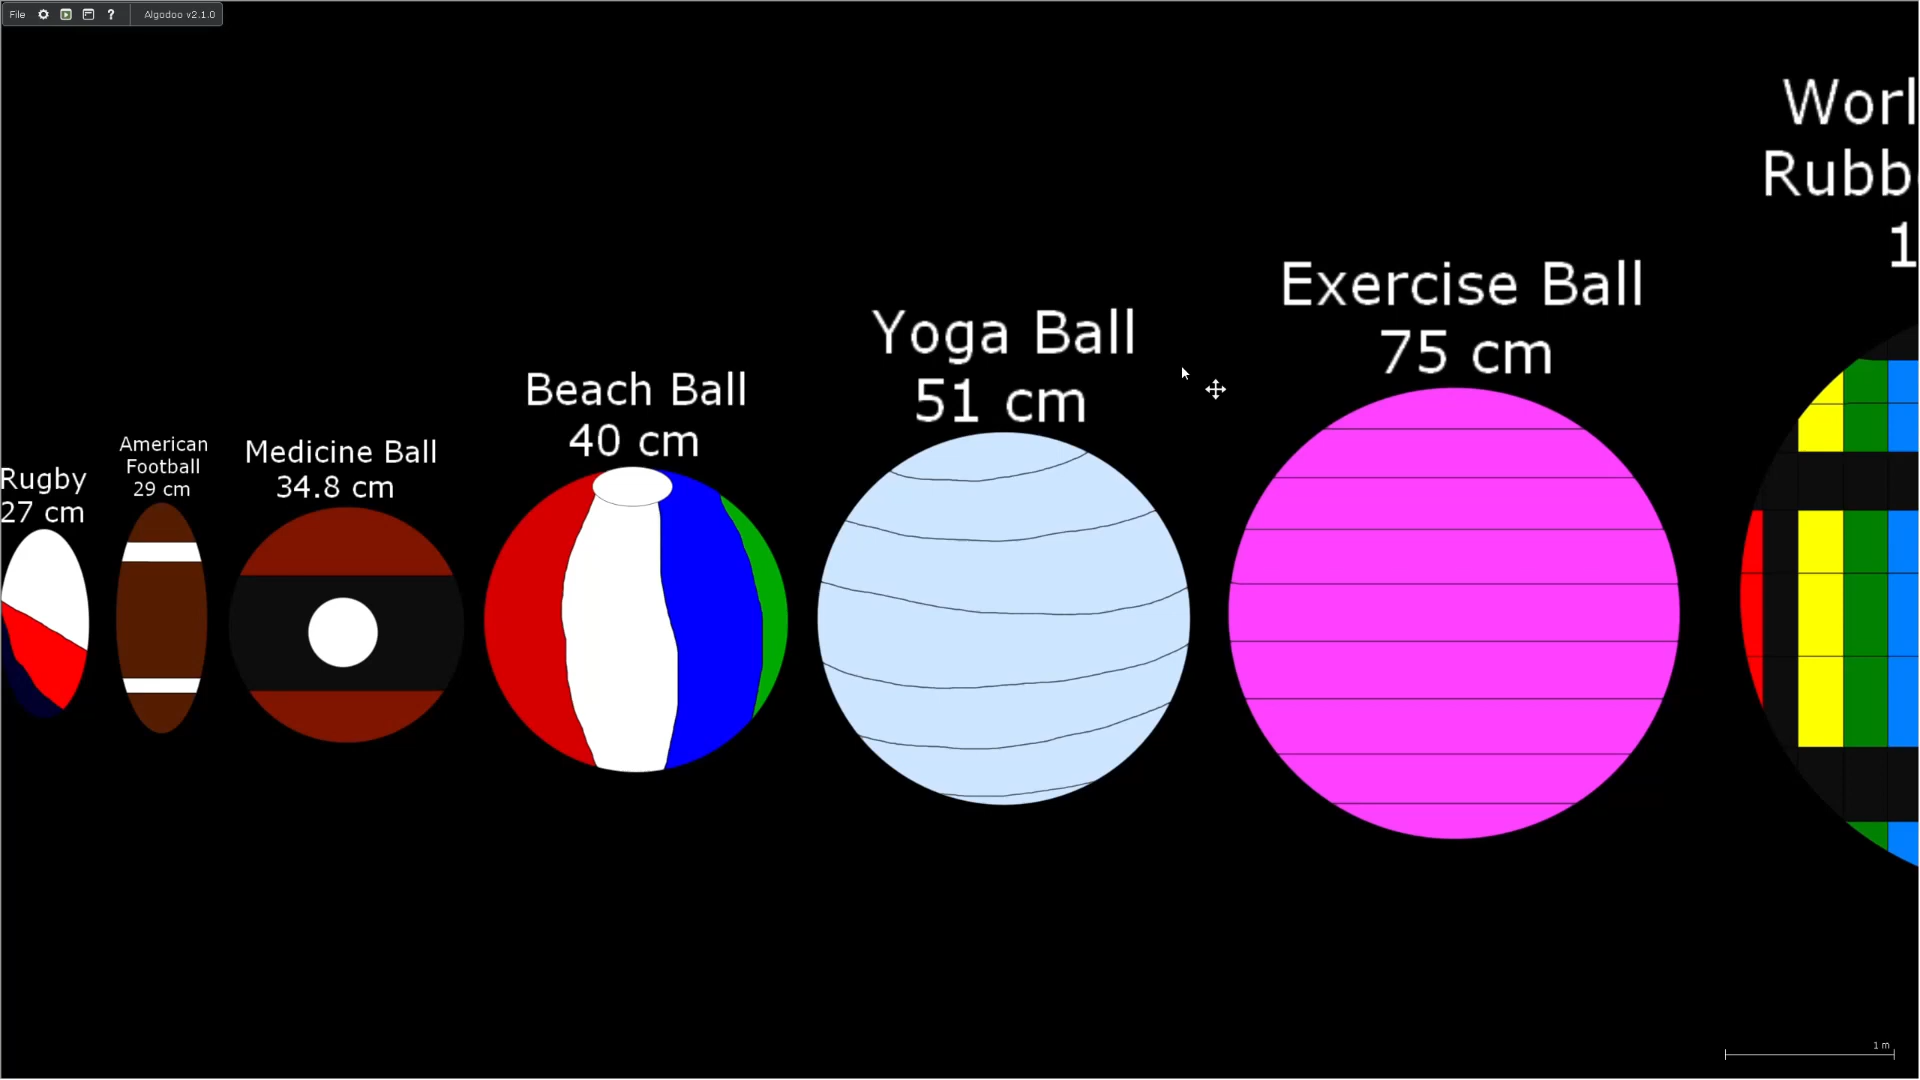 File ? Algodoo v2.1.0
Rugby
27 cm
American
Football
29 cm
Medicine Ball
34.8 cm
Beach Ball
40 cm
Yoga Ball
51 cm
Exercise Ball
75 cm
Worl
Rubb
1
1 m